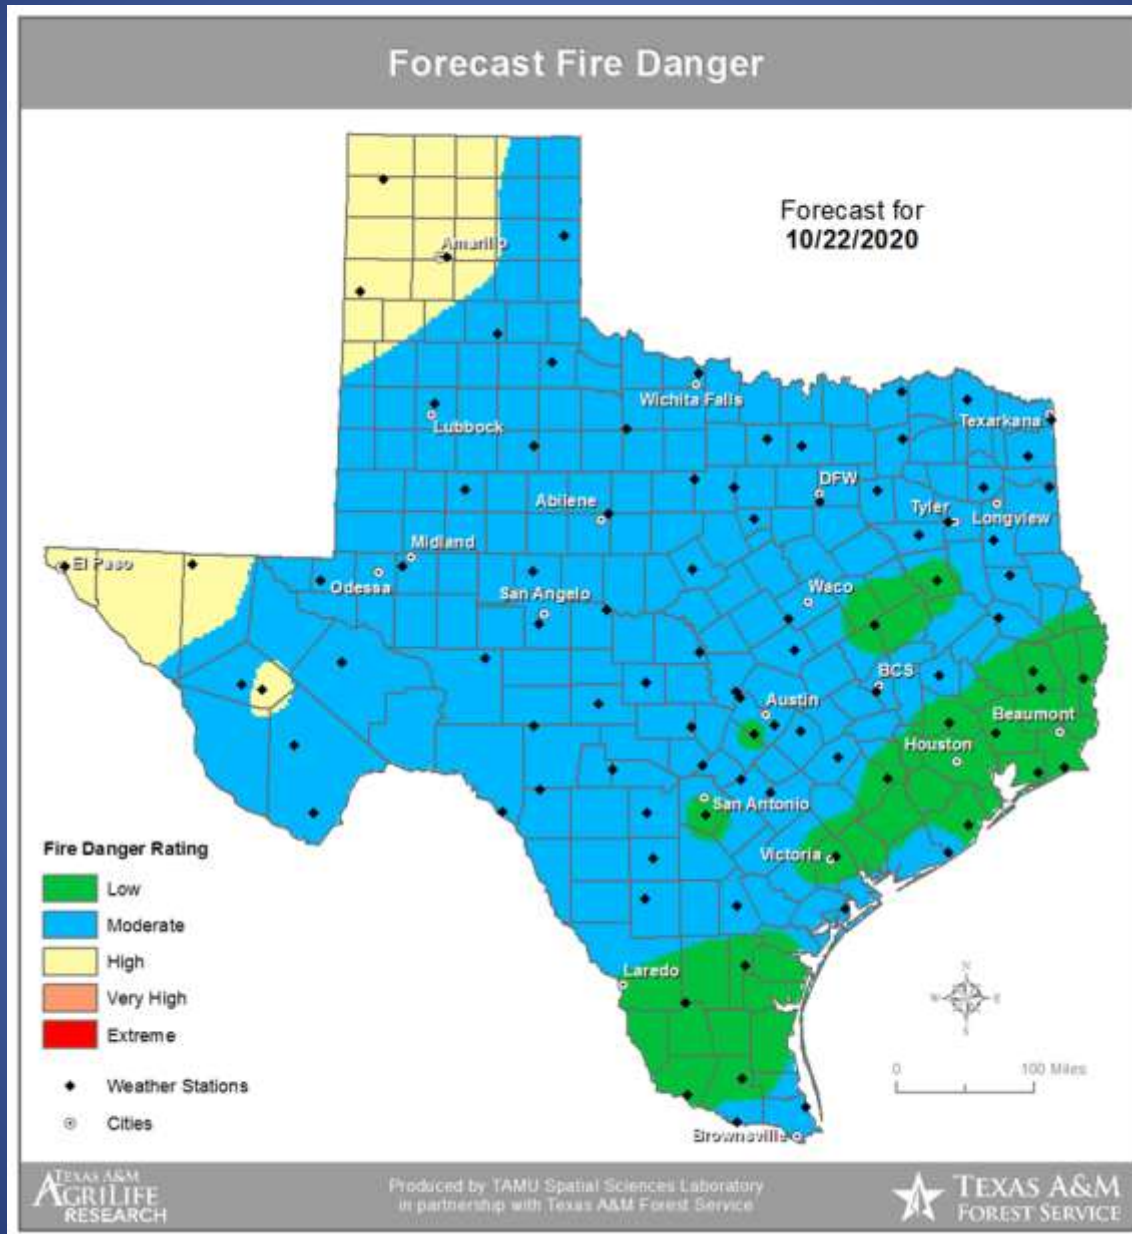 Forecast Fire Danger
Forecast for
10/22/2020
Amarillo
Wichita Falls
Lubbock
Texarkana
DFW
Abilene
Tyler
Longview
Midland
El Paso
Odessa
San Angelo
Waco
BCS
Austin
Beaumont
Houston
San Antonio
Victoria
Laredo
Brownsville
Fire Danger Rating
Low
Moderate
High
Very High
Extreme
Weather Stations
Cities
N
W E
S
0 100 Miles
TEXAS A&M
AGRILIFE
RESEARCH
Produced by TAMU Spatial Sciences Laboratory
in partnership with Texas A&M Forest Service
TEXAS A&M
FOREST SERVICE